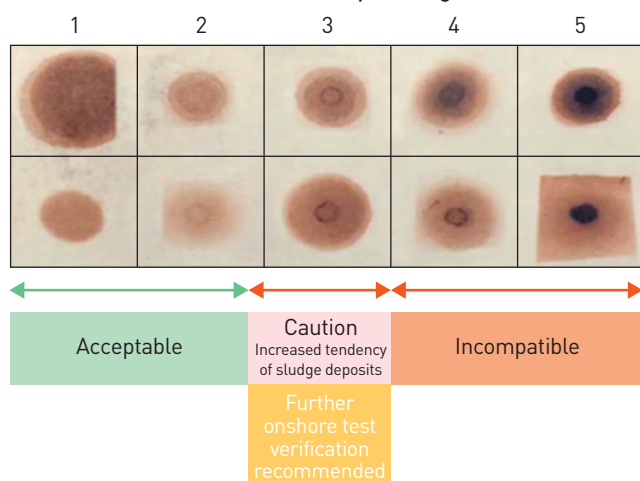 1 2 3 4 5
Acceptable
Caution
Increased tendency
of sludge deposits
Incompatible
Further
onshore test
verification
recommended